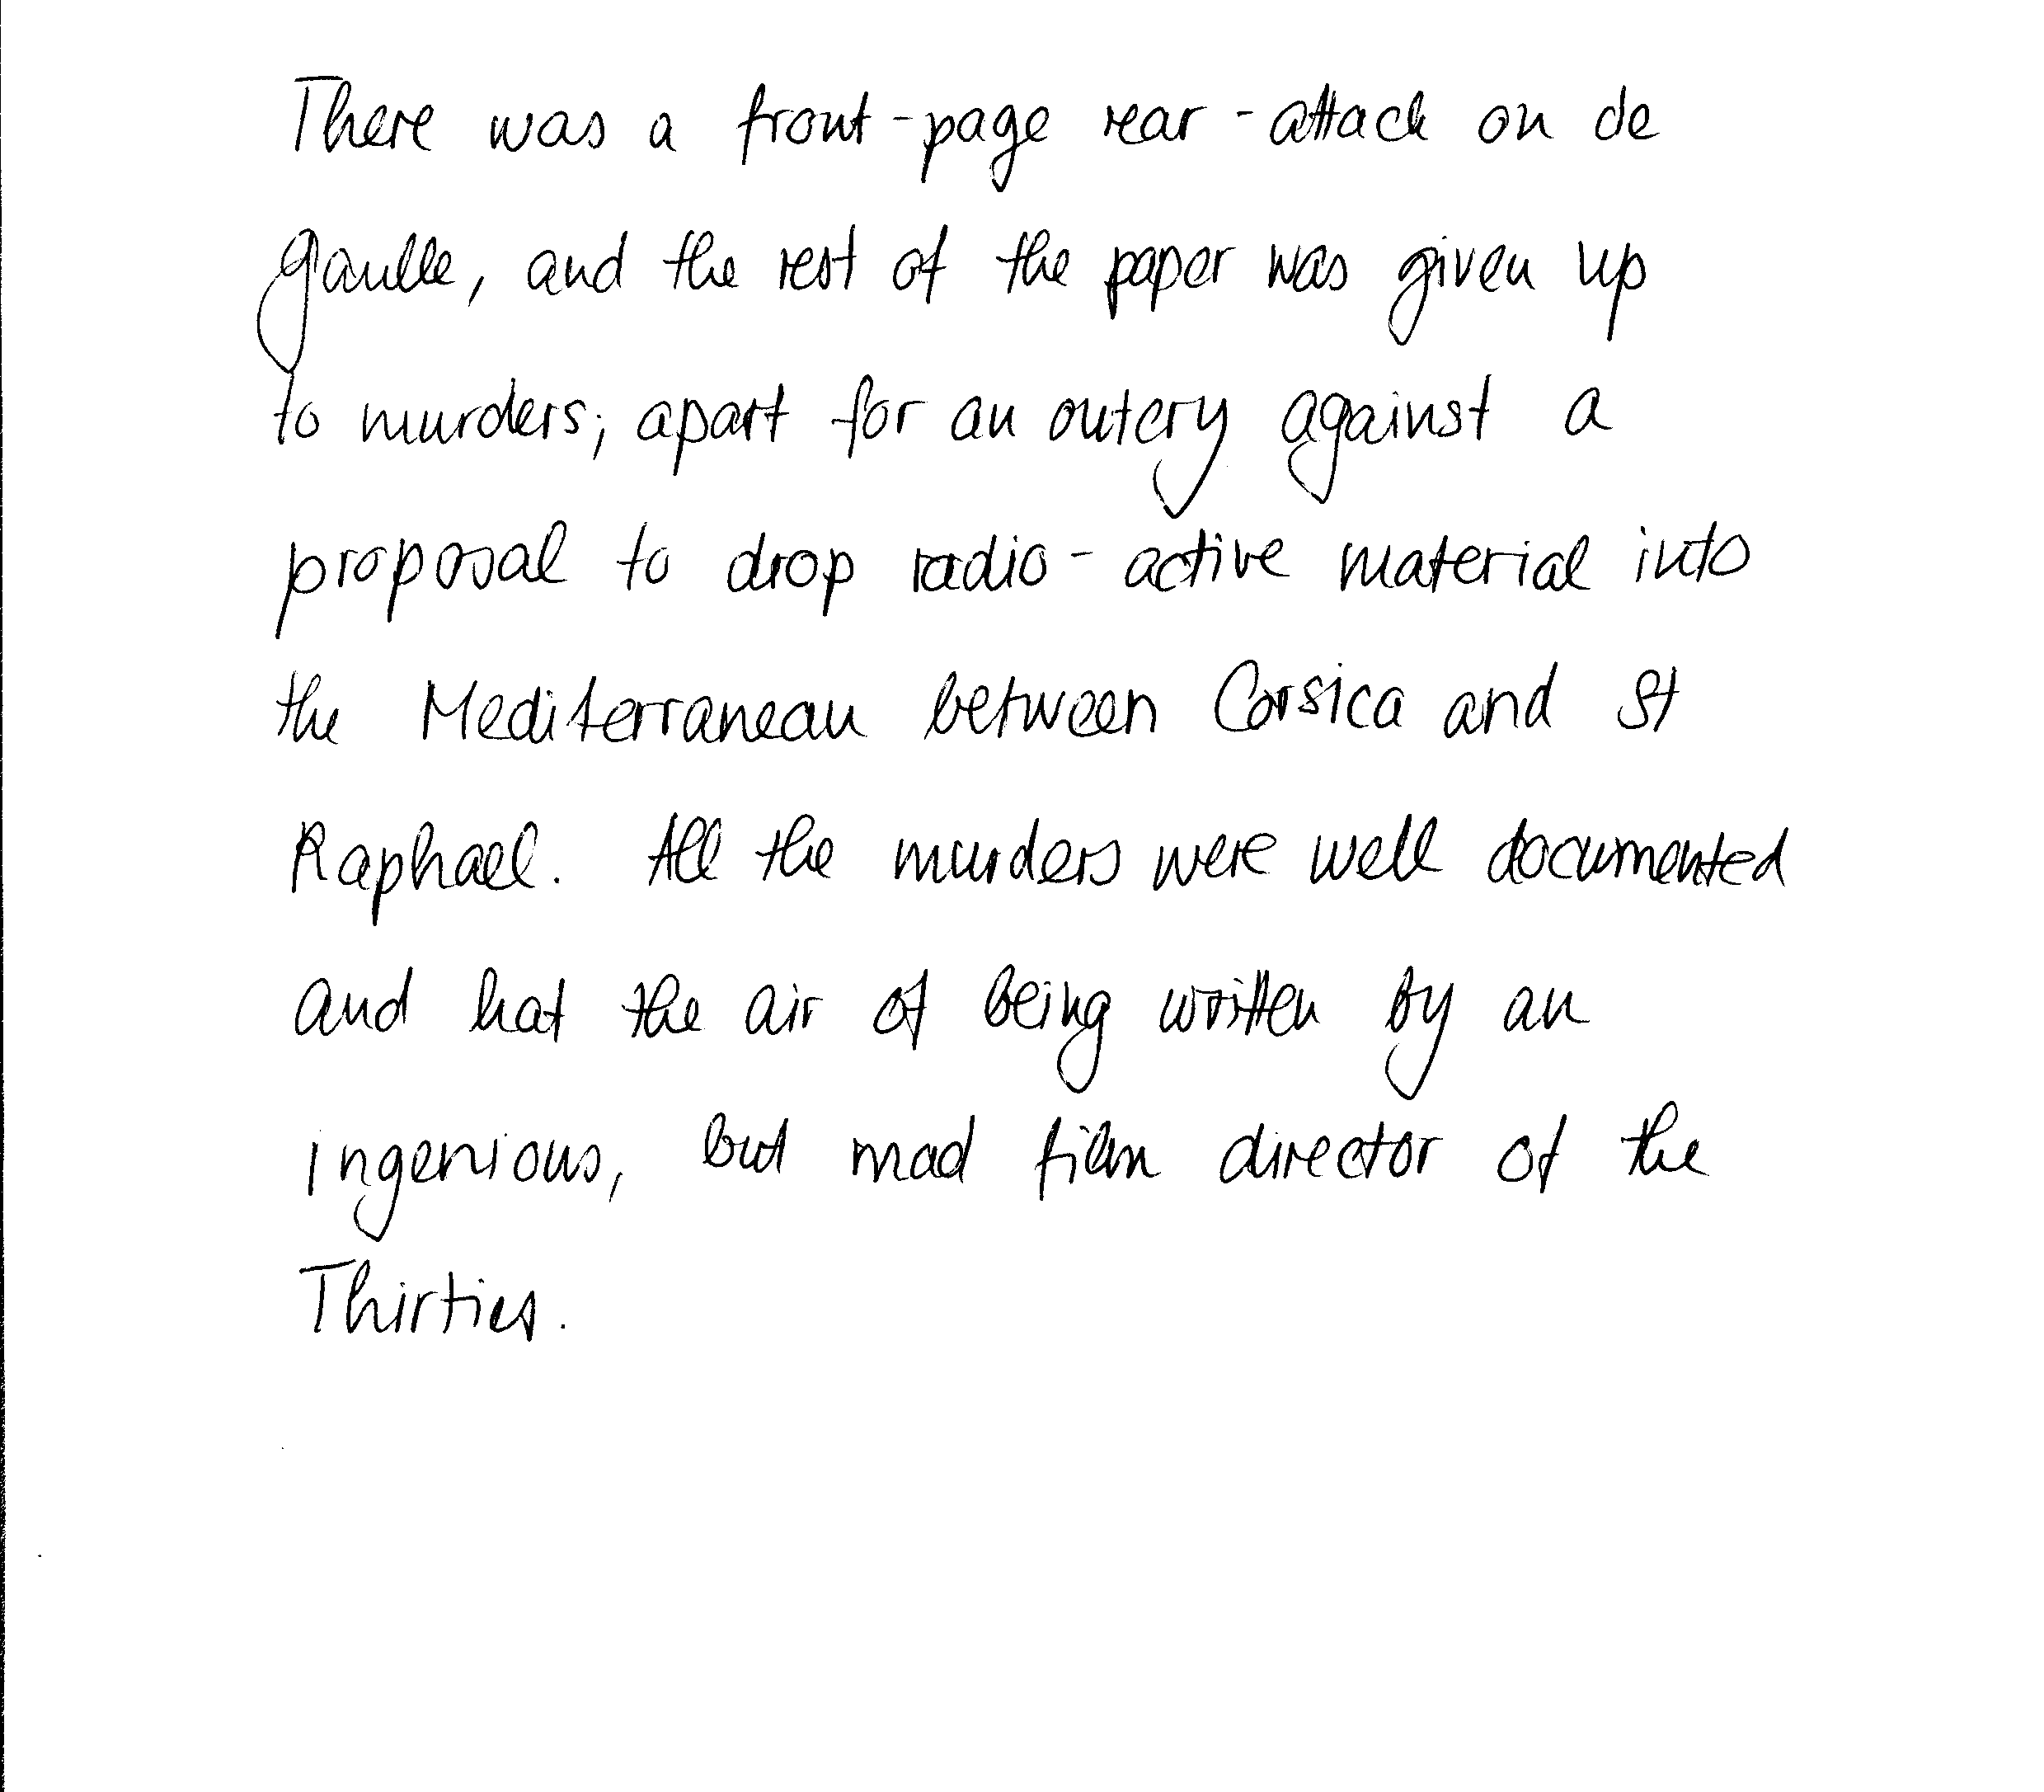 There was a front-page rear-attack on de
Gaulle, and the rest of the paper was given up
to murders; apart for an outcry against a
proposal to drop radio-active material into
the Mediterranean between Corsica and St
Raphael. All the murders were well documented
and hat the air of being written by an
ingenious, but mad film director of the
Thirties.